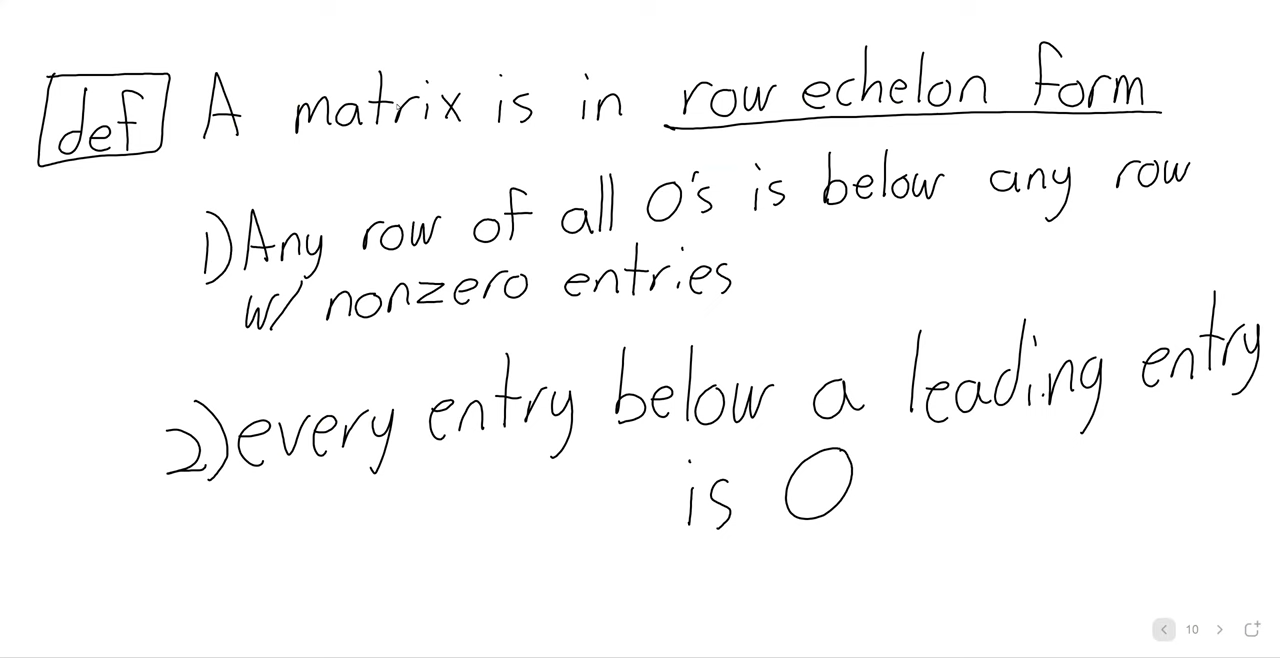 def A matrix is in row echelon form
1) Any row of all 0's is below any row
w/ nonzero entries
2) every entry below a leading entry
is 0
10